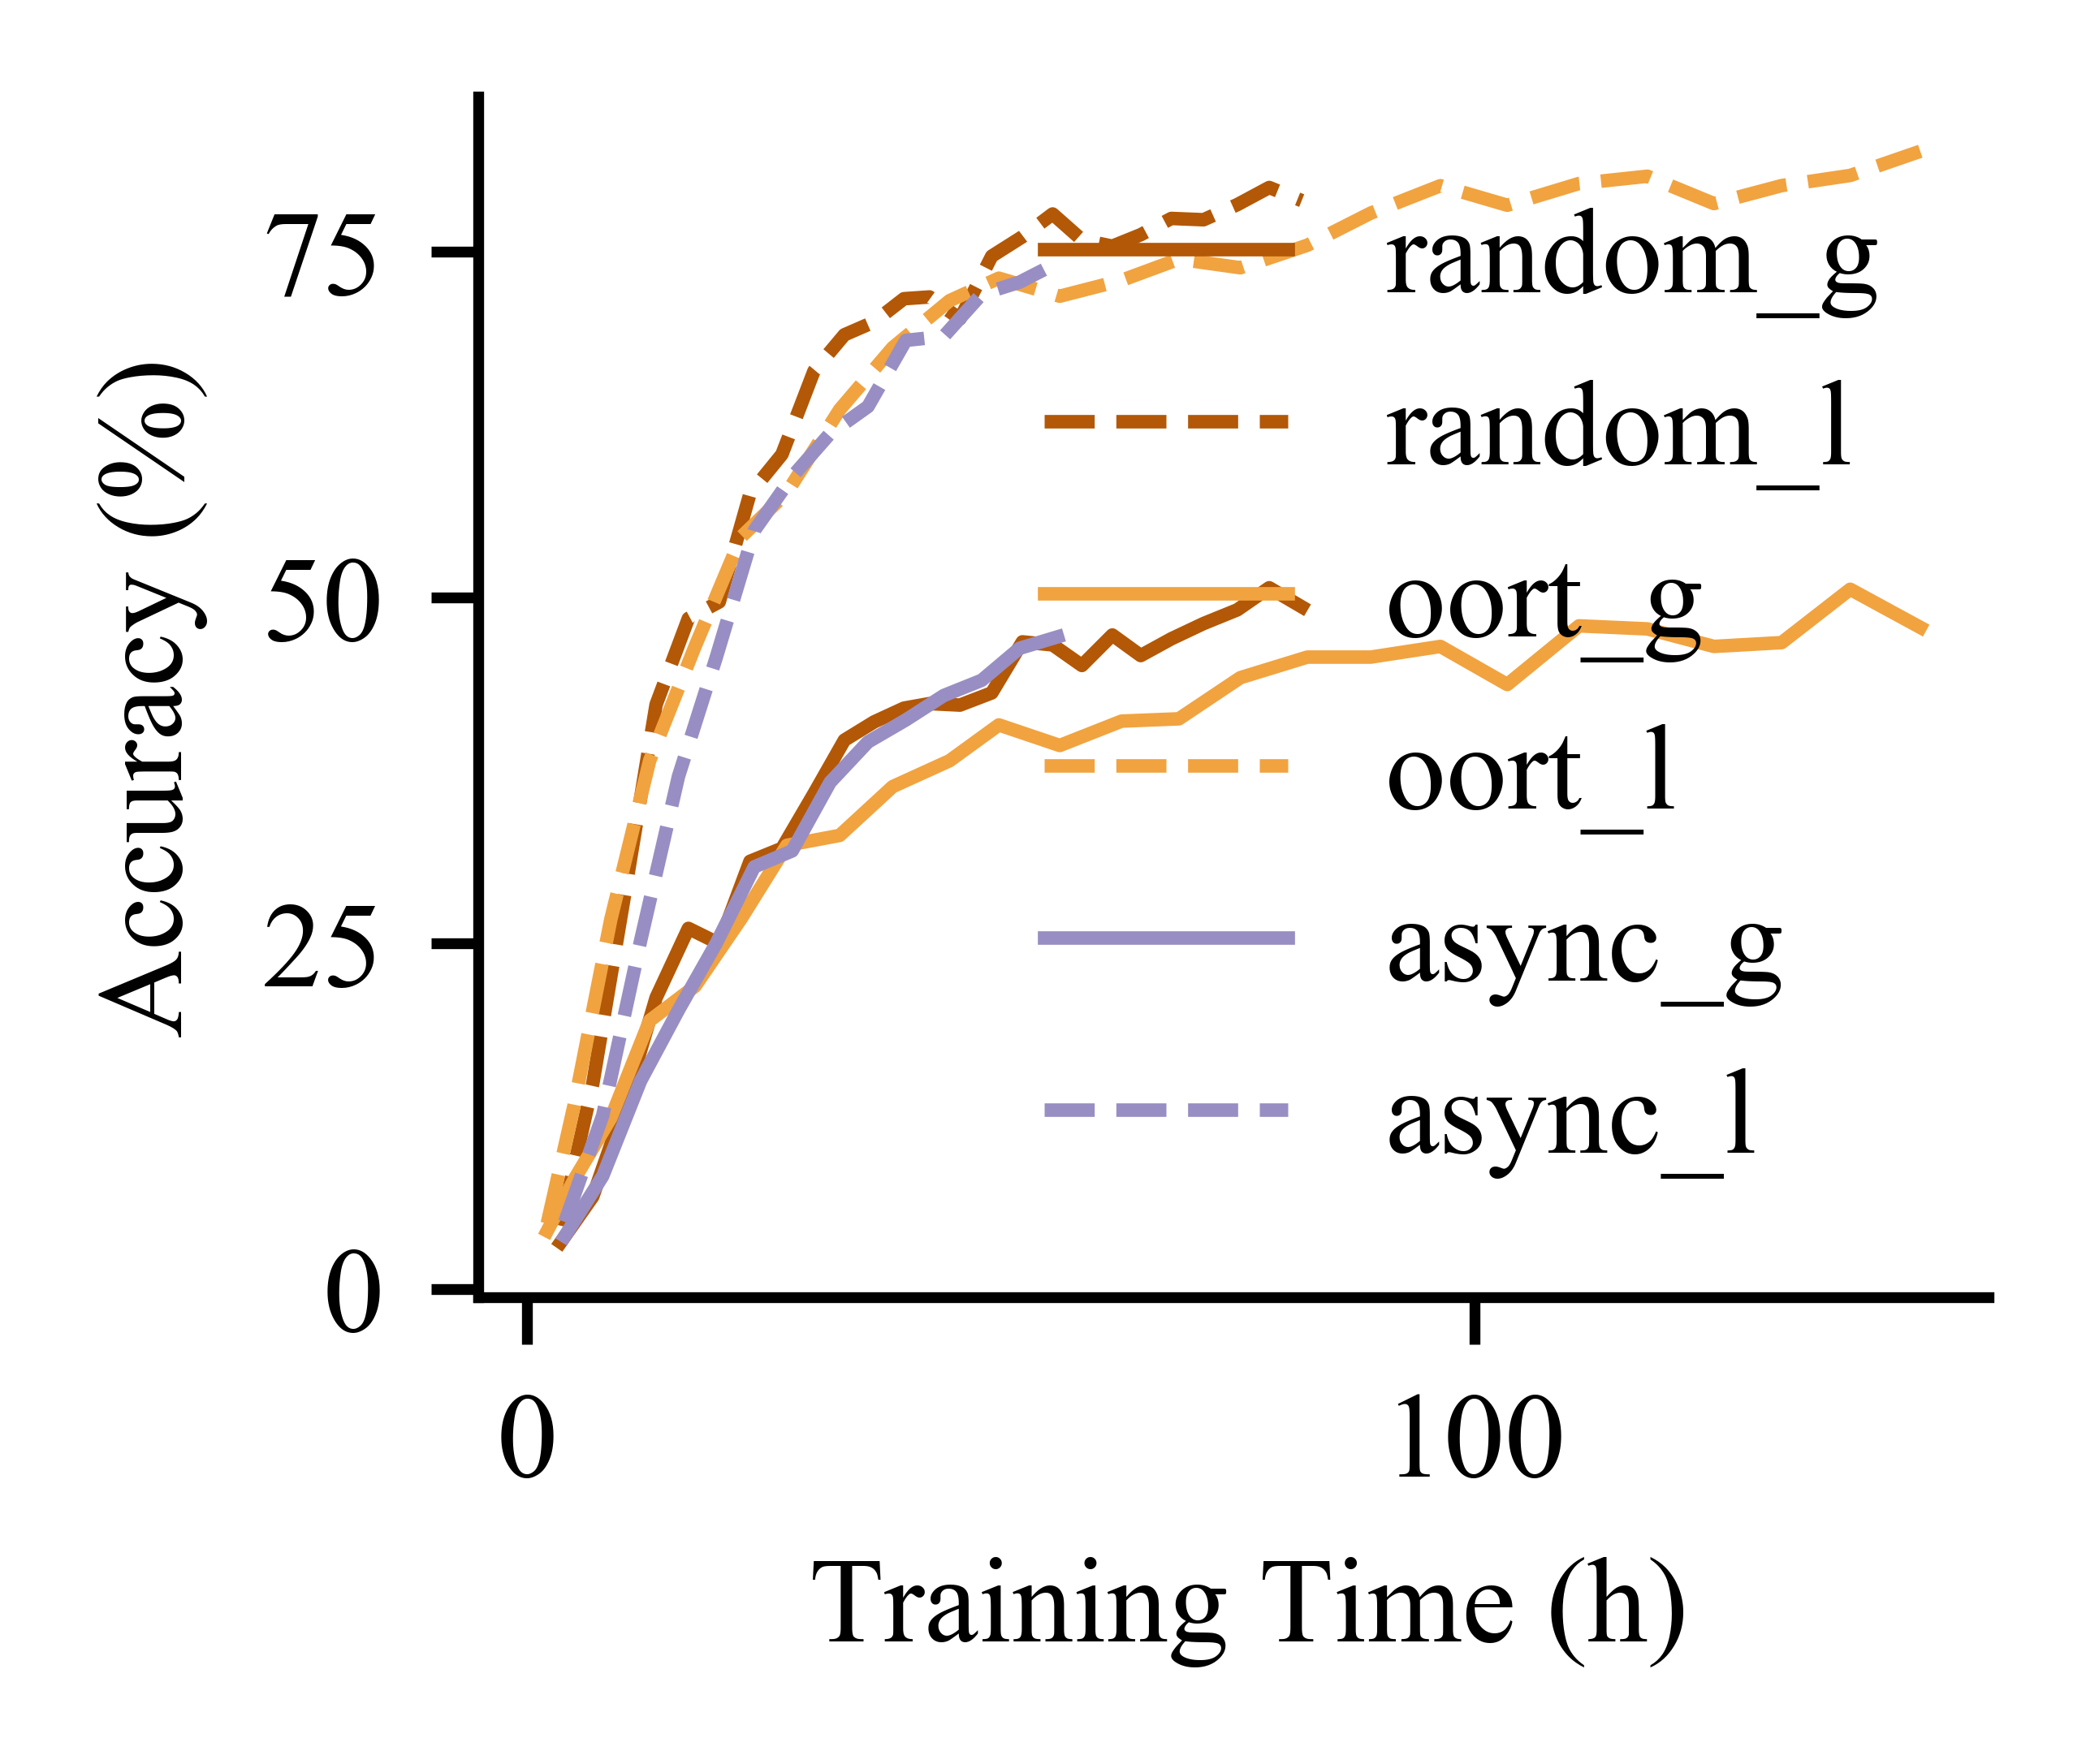 Accuracy (%)
75
50
25
0
0
100
Training Time (h)
random_g
random_l
oort_g
oort_l
async_g
async_l